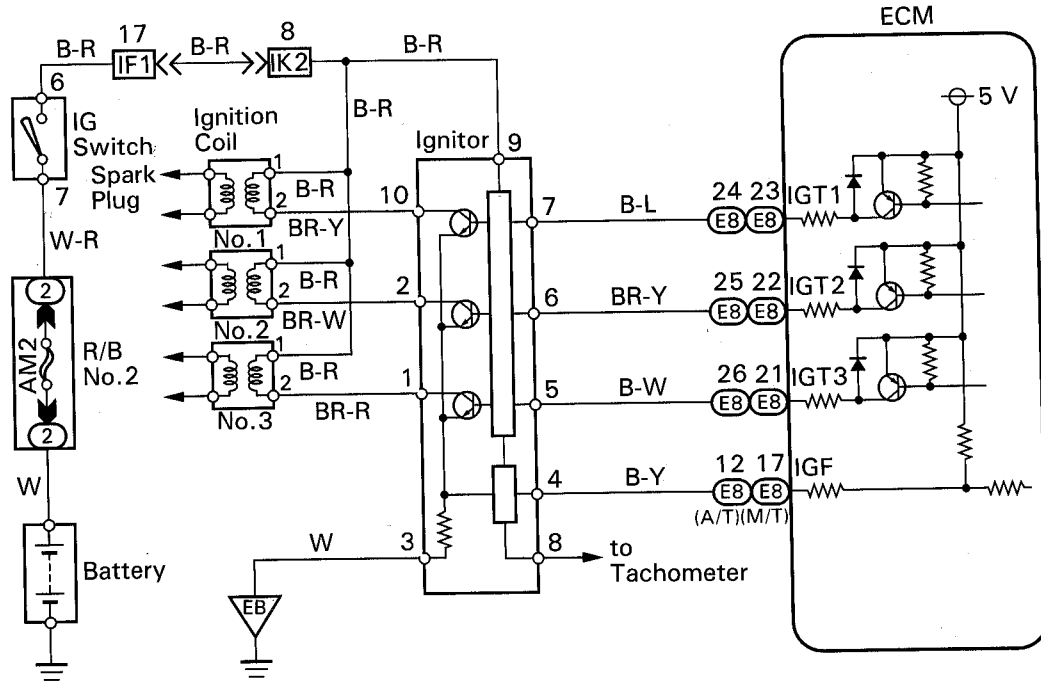 ECM
17
8
B-R
IF1
B-R
IK2
B-R
6
5 V
IG
Switch
7
Ignition
Coil
B-R
Ignitor
9
Spark
Plug
1
B-R
2
BR-Y
No.1
10
7
B-L
24 23
E8 E8
IGT1
W-R
1
B-R
2
BR-W
No.2
2
6
BR-Y
25 22
E8 E8
IGT2
2
AM2
R/B
No.2
2
1
B-R
2
BR-R
No.3
1
5
B-W
26 21
E8 E8
IGT3
W
4
B-Y
12 17
E8 E8
(A/T)(M/T)
IGF
Battery
W
3
8
to
Tachometer
EB